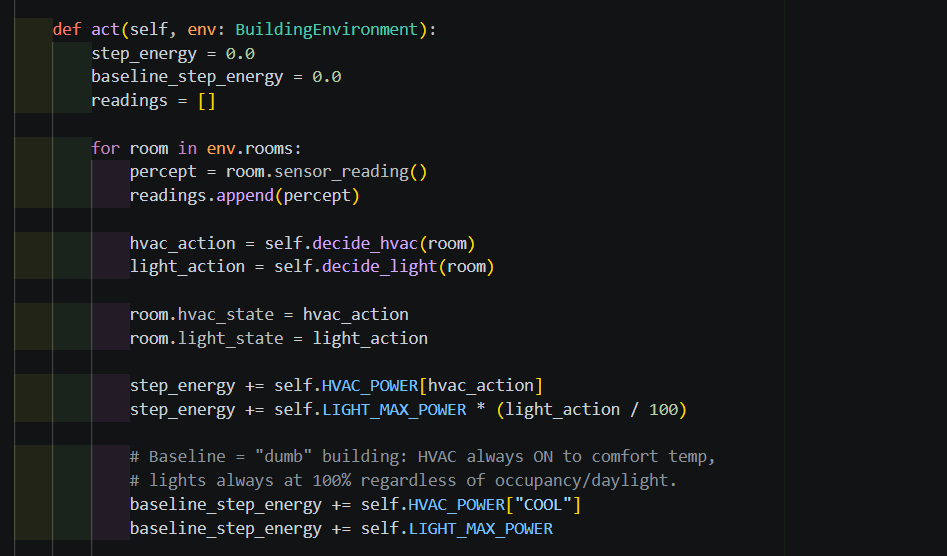 def act(self, env: BuildingEnvironment):
step_energy = 0.0
baseline_step_energy = 0.0
readings = []
for room in env.rooms:
percept = room.sensor_reading()
readings.append(percept)
hvac_action = self.decide_hvac(room)
light_action = self.decide_light(room)
room.hvac_state = hvac_action
room.light_state = light_action
step_energy += self.HVAC_POWER[hvac_action]
step_energy += self.LIGHT_MAX_POWER * (light_action / 100)
# Baseline = "dumb" building: HVAC always ON to comfort temp,
# lights always at 100% regardless of occupancy/daylight.
baseline_step_energy += self.HVAC_POWER["COOL"]
baseline_step_energy += self.LIGHT_MAX_POWER